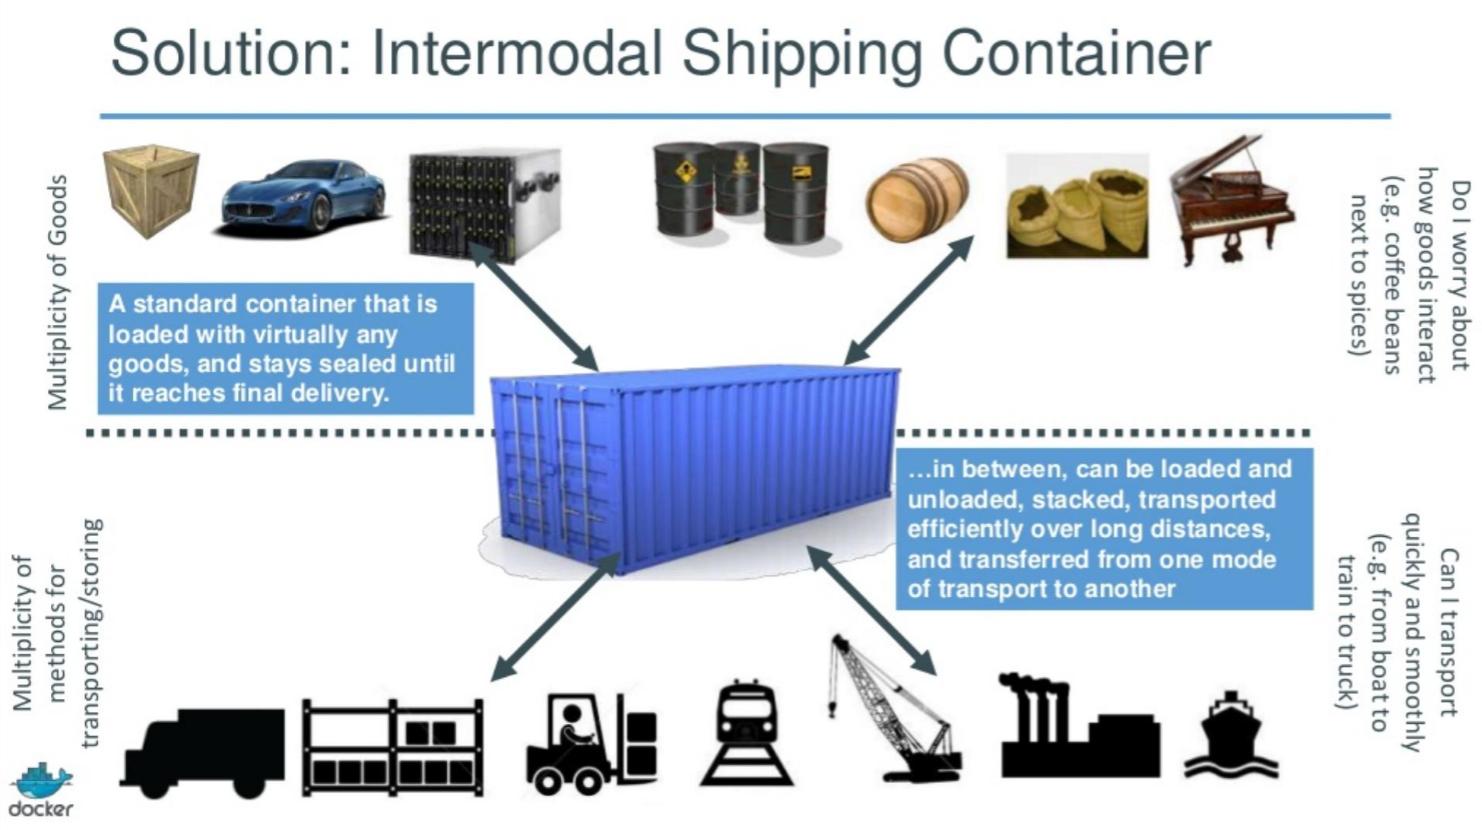 Solution: Intermodal Shipping Container
Multiplicity of Goods
A standard container that is
loaded with virtually any
goods, and stays sealed until
it reaches final delivery.
Do I worry about
how goods interact
(e.g. coffee beans
next to spices)
...in between, can be loaded and
unloaded, stacked, transported
efficiently over long distances,
and transferred from one mode
of transport to another
Multiplicity of
methods for
transporting/storing
Can I transport
quickly and smoothly
(e.g. from boat to
train to truck)
docker